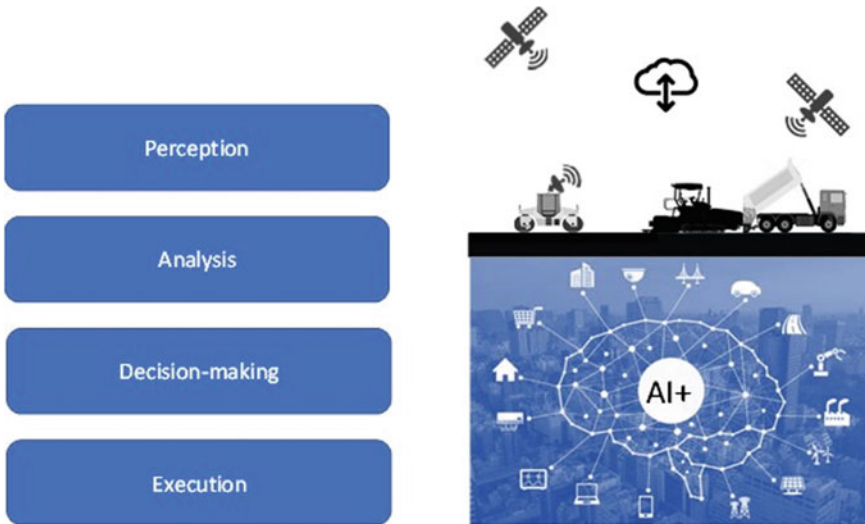 Perception
Analysis
Decision-making
Execution
AI+